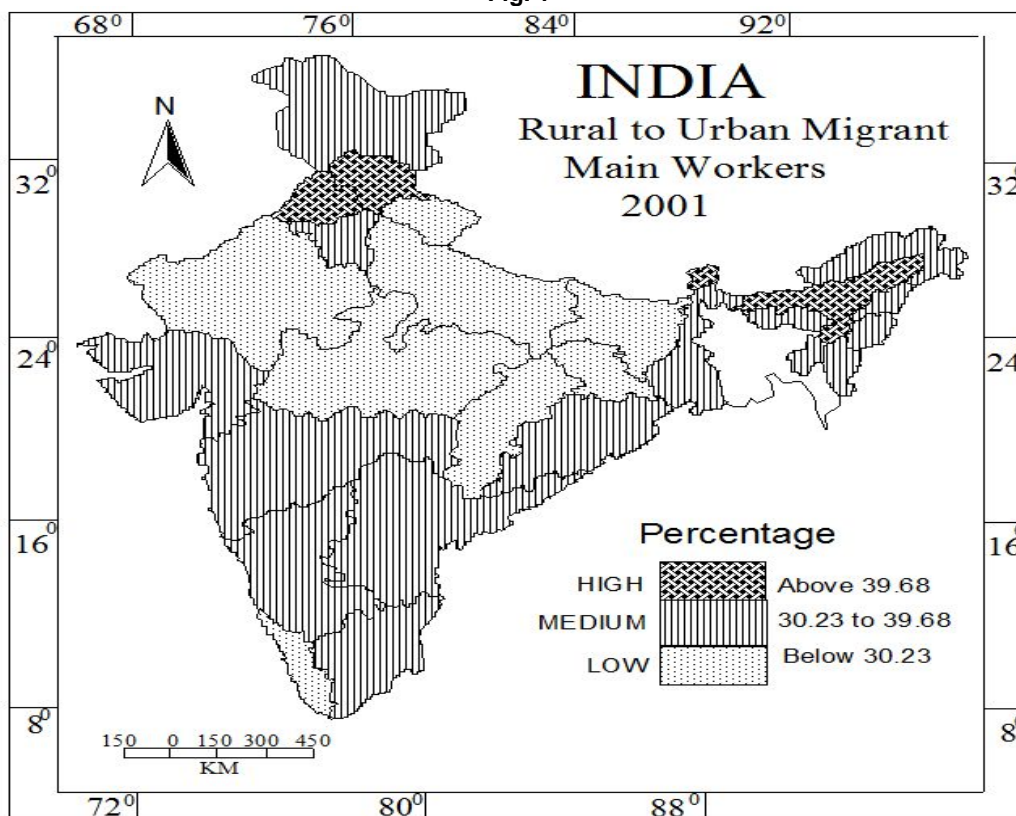 68⁰ 76⁰ 84⁰ 92⁰
INDIA
Rural to Urban Migrant
Main Workers
2001
N
32⁰ 32
24⁰ 24
16⁰ 16
8⁰ 8
Percentage
HIGH Above 39.68
MEDIUM 30.23 to 39.68
LOW Below 30.23
150 0 150 300 450
KM
72⁰ 80⁰ 88⁰